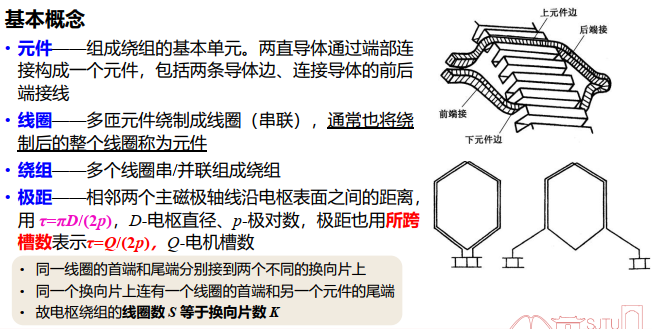 基本概念
• 元件——组成绕组的基本单元。两直导体通过端部连
接构成一个元件，包括两条导体边、连接导体的前后
端接线
• 线圈——多匝元件绕制成线圈（串联），通常也将绕
制后的整个线圈称为元件
• 绕组——多个线圈串/并联组成绕组
• 极距——相邻两个主磁极轴线沿电枢表面之间的距离，
用 τ=πD/(2p)，D-电枢直径、p-极对数，极距也用所跨
槽数表示τ=Q/(2p)，Q-电机槽数
• 同一线圈的首端和尾端分别接到两个不同的换向片上
• 同一个换向片上连有一个线圈的首端和另一个元件的尾端
• 故电枢绕组的线圈数 S 等于换向片数 K
上元件边
后端接
前端接
下元件边
SJTU